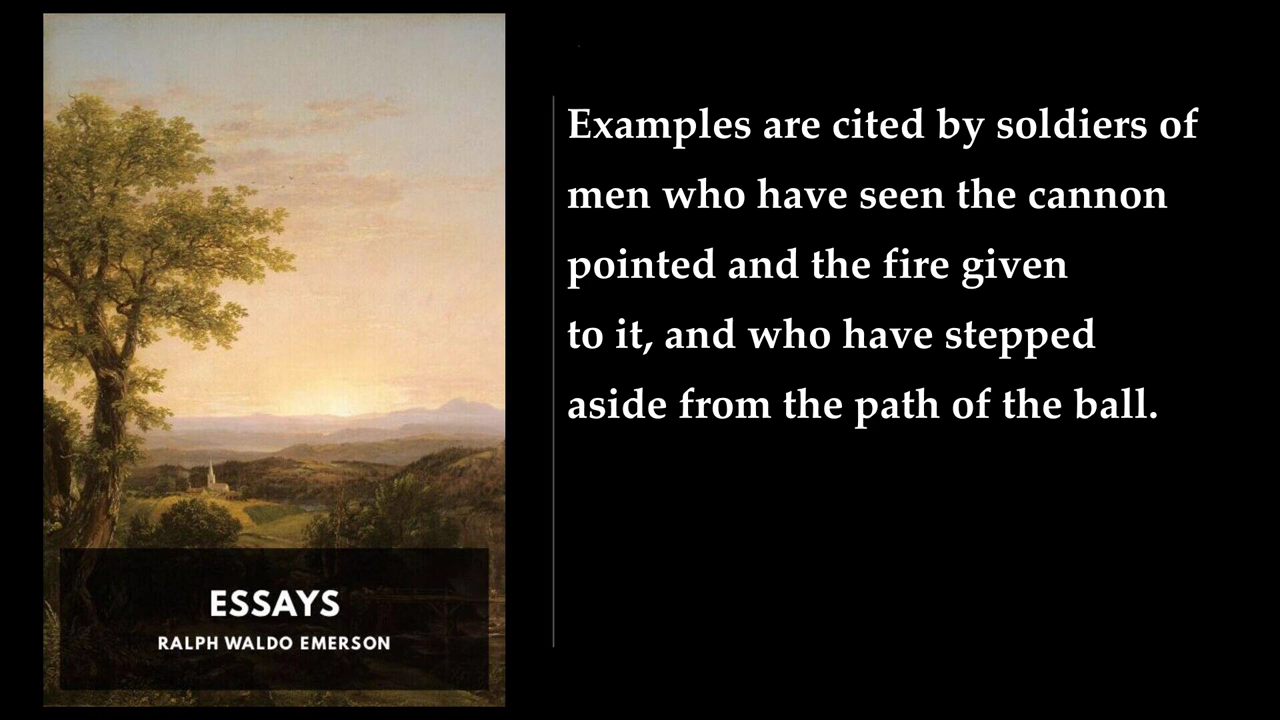 Examples are cited by soldiers of
men who have seen the cannon
pointed and the fire given
to it, and who have stepped
aside from the path of the ball.
ESSAYS
RALPH WALDO EMERSON